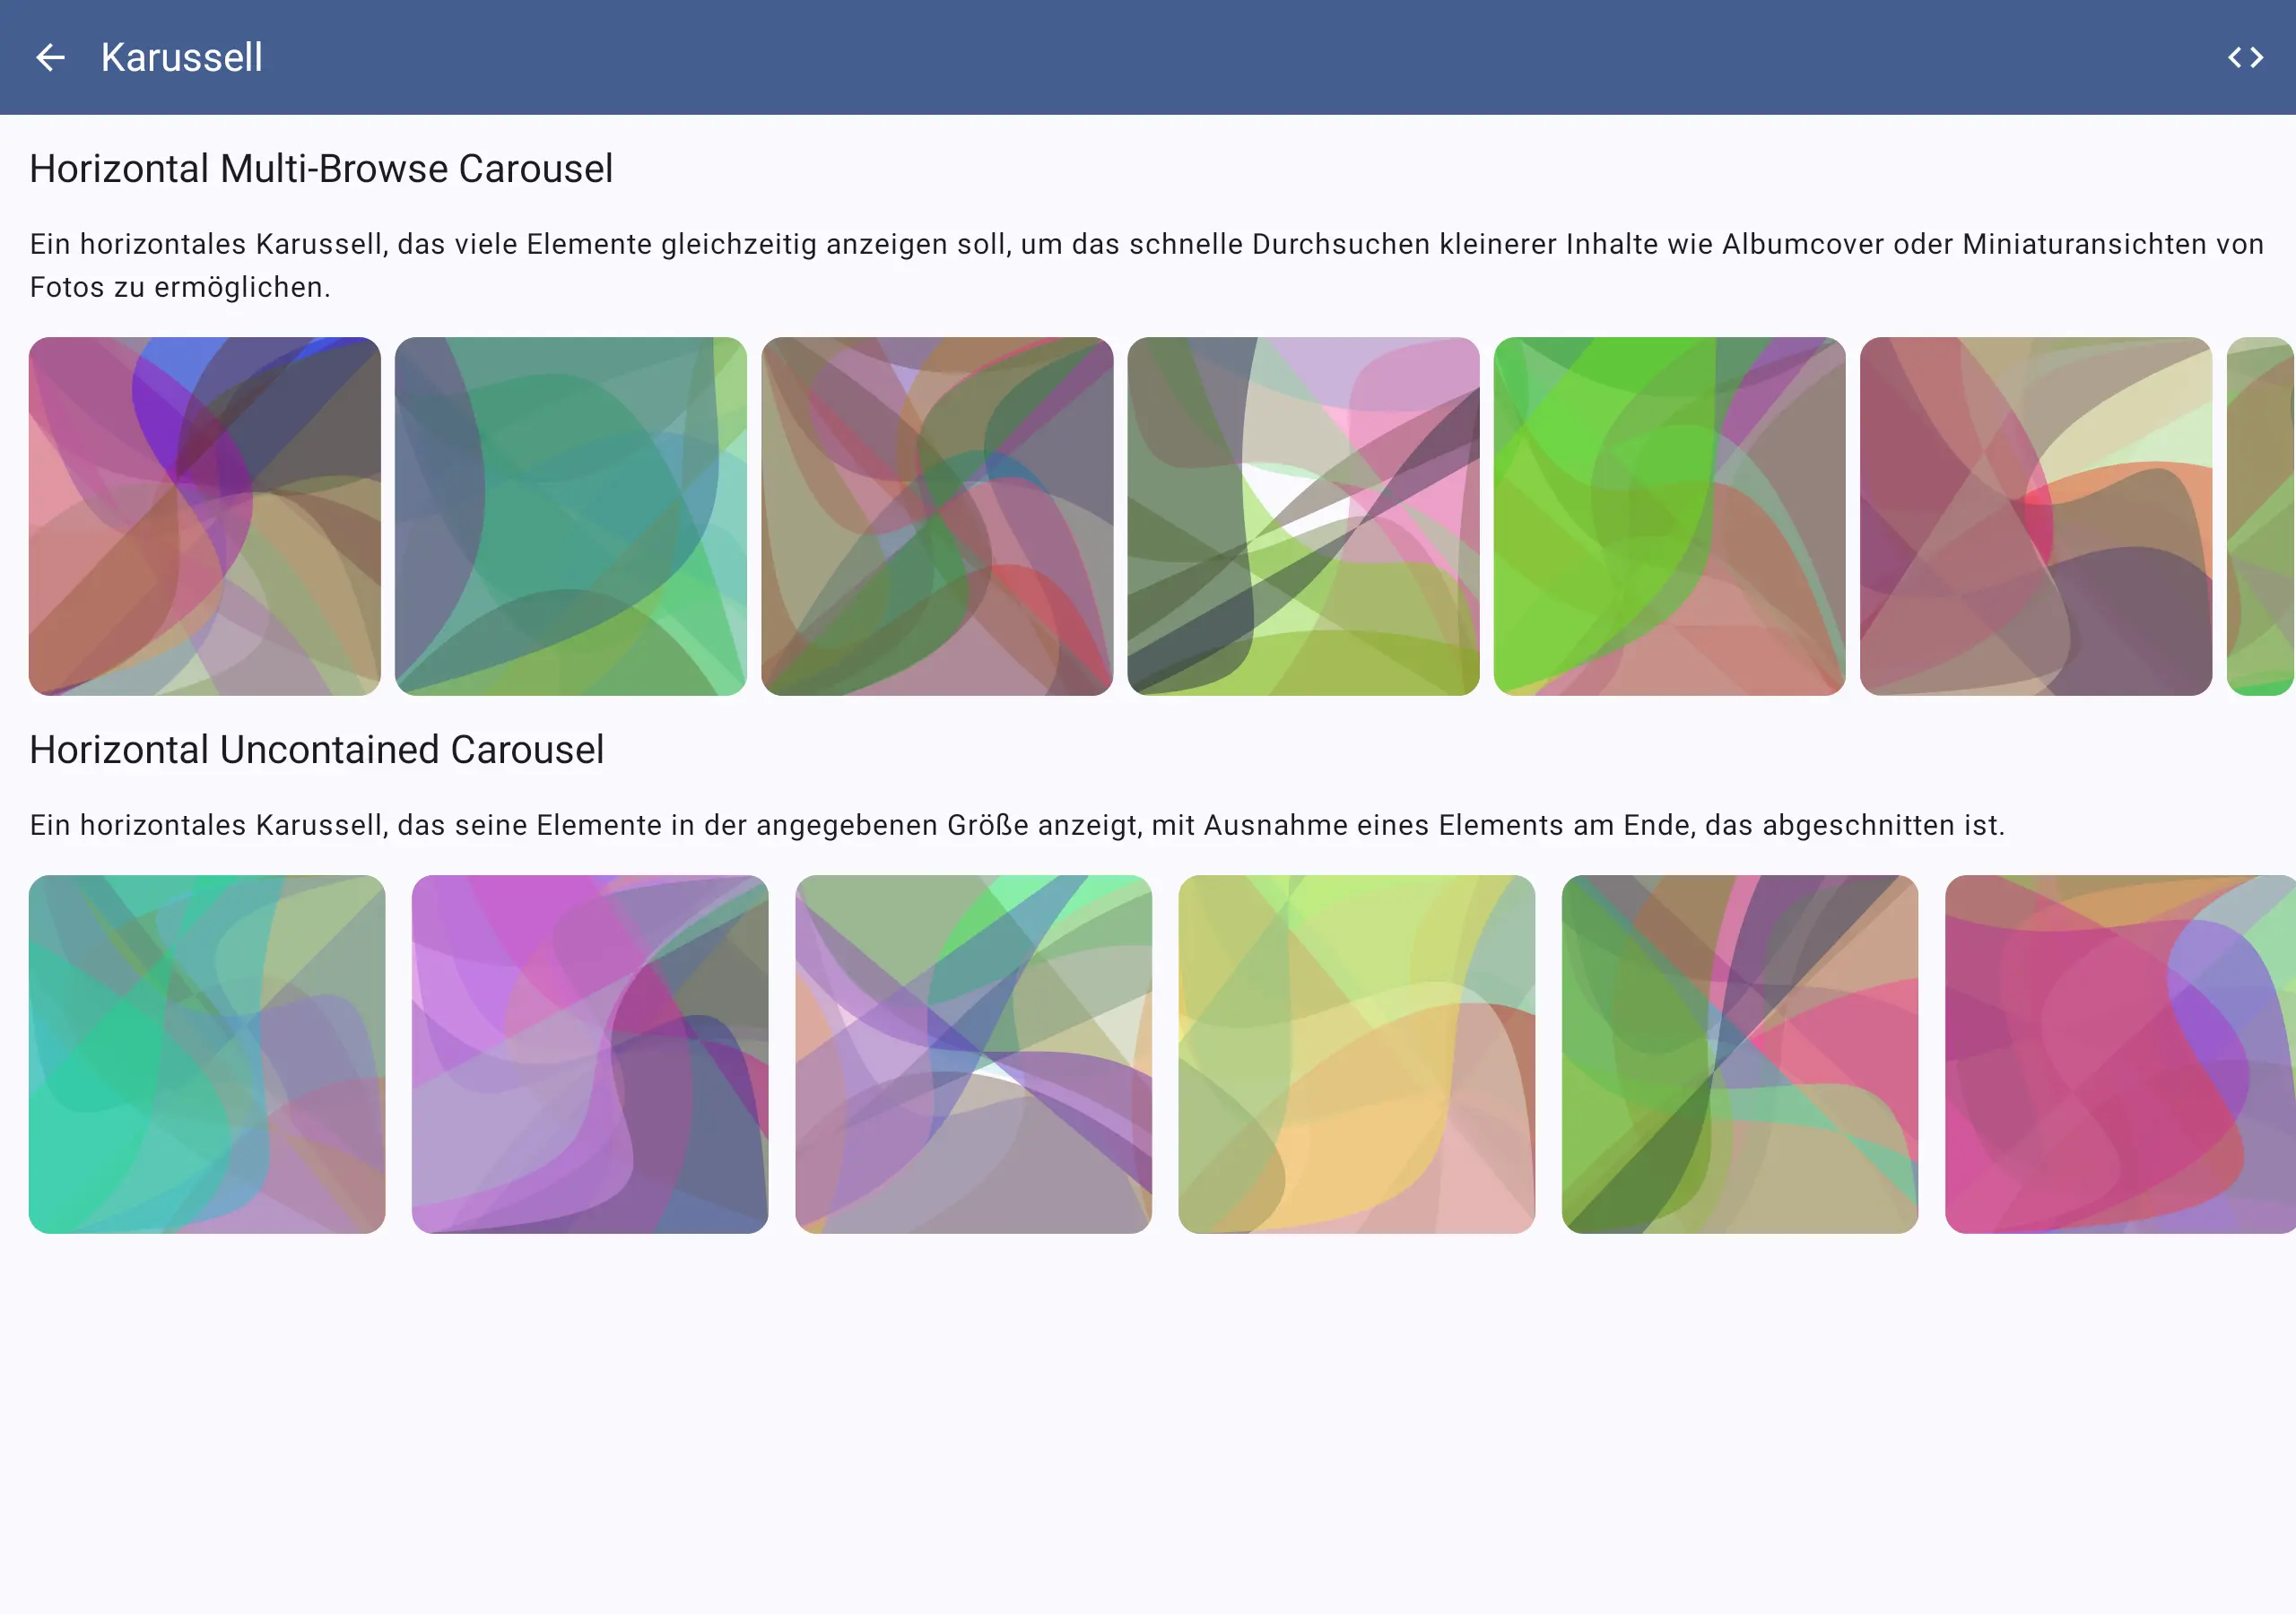 Karussell
Horizontal Multi-Browse Carousel
Ein horizontales Karussell, das viele Elemente gleichzeitig anzeigen soll, um das schnelle Durchsuchen kleinerer Inhalte wie Albumcover oder Miniaturansichten von
Fotos zu ermöglichen.
Horizontal Uncontained Carousel
Ein horizontales Karussell, das seine Elemente in der angegebenen Größe anzeigt, mit Ausnahme eines Elements am Ende, das abgeschnitten ist.